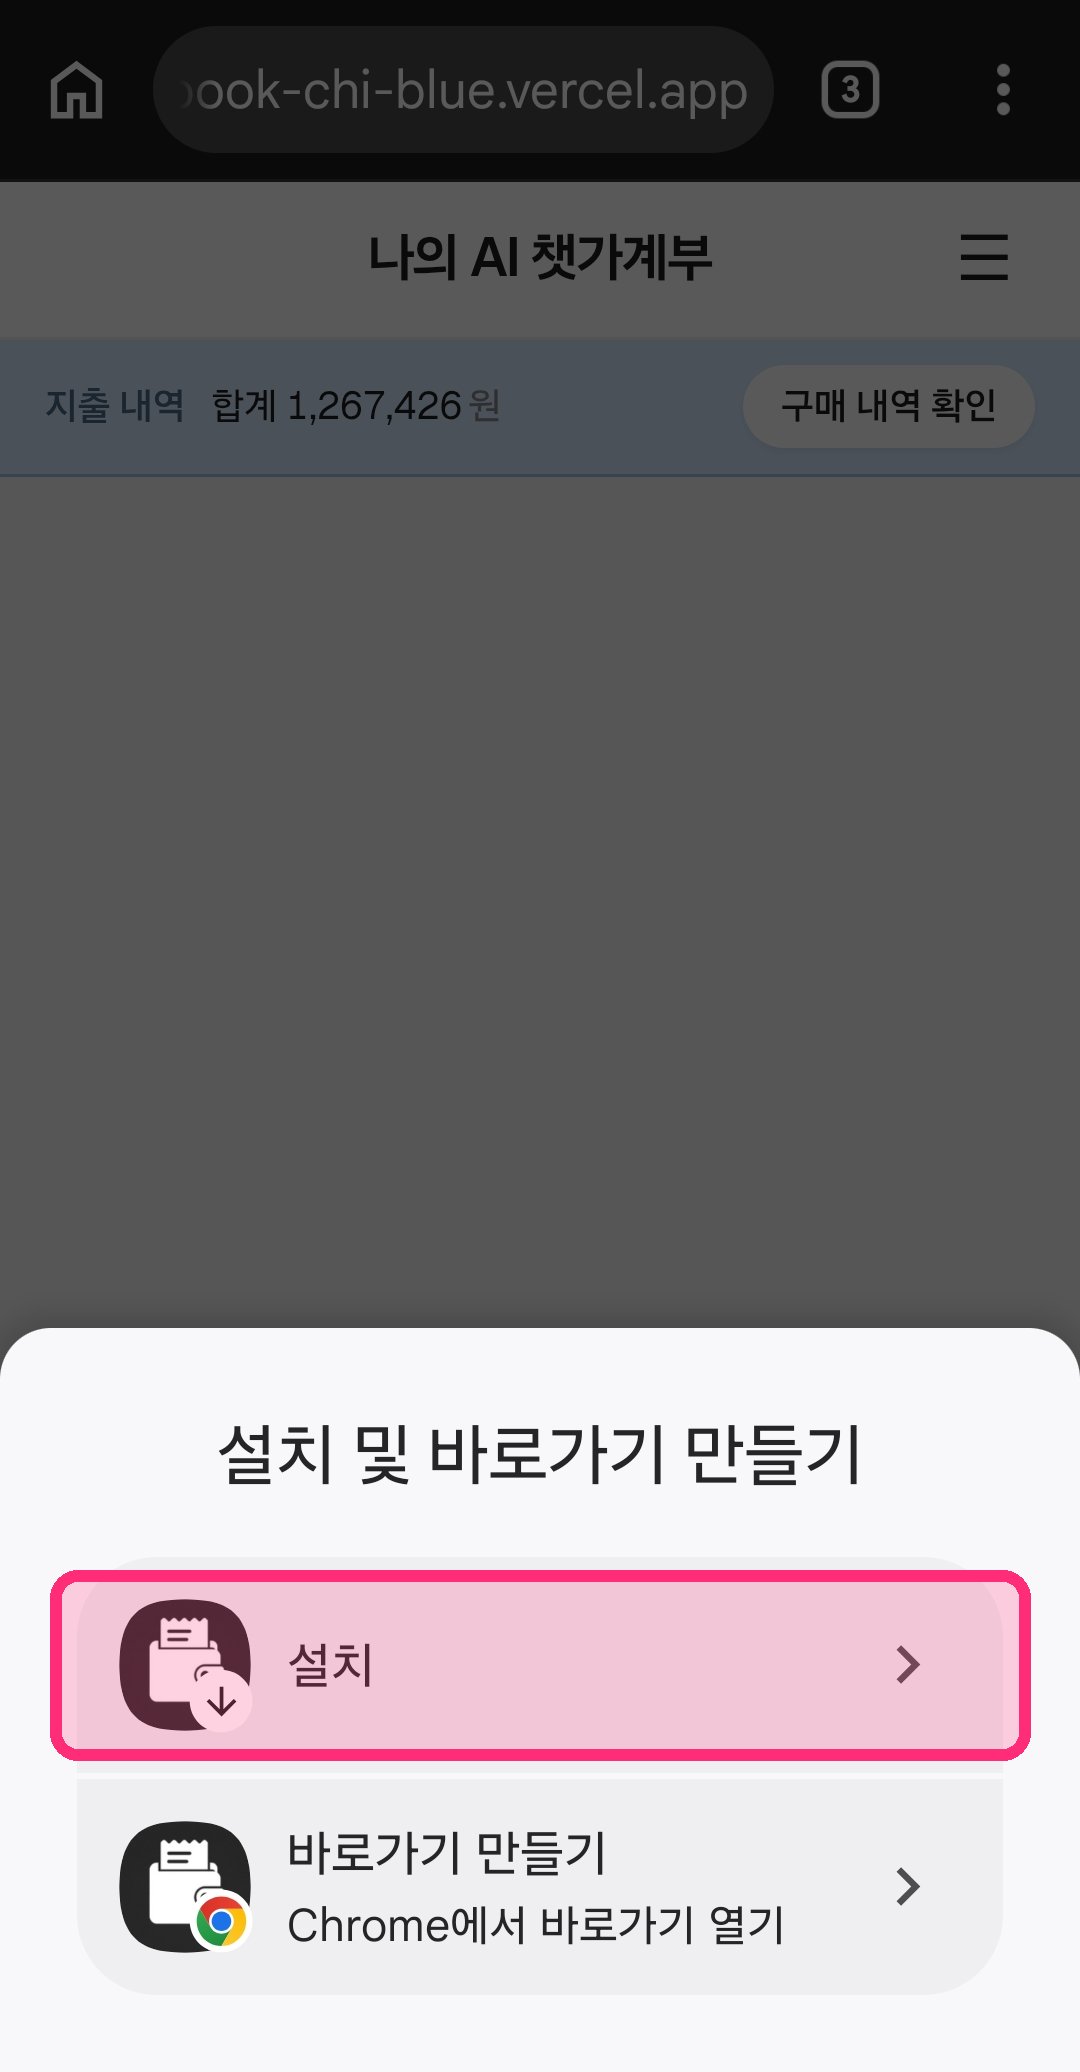 ook-chi-blue.vercel.app
3
나의 AI 챗가계부
지출 내역 합계 1,267,426원
구매 내역 확인
설치 및 바로가기 만들기
설치
바로가기 만들기
Chrome에서 바로가기 열기